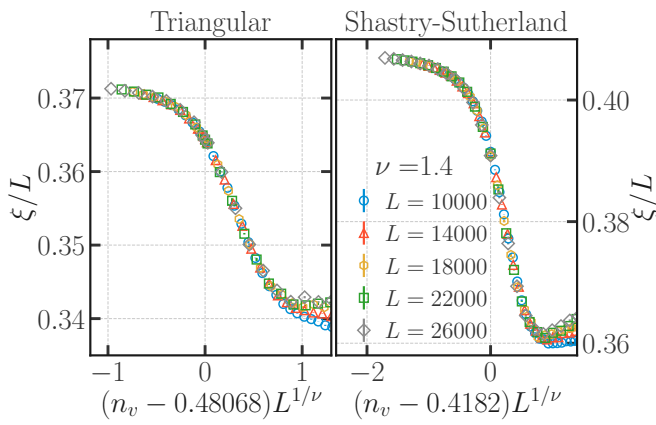 Triangular
Shastry-Sutherland
ξ/L
0.37
0.36
0.35
0.34
−1
0
1
(n_v − 0.48068)L^{1/ν}
ν = 1.4
L = 10000
L = 14000
L = 18000
L = 22000
L = 26000
−2
0
(n_v − 0.4182)L^{1/ν}
0.40
0.38
0.36
ξ/L